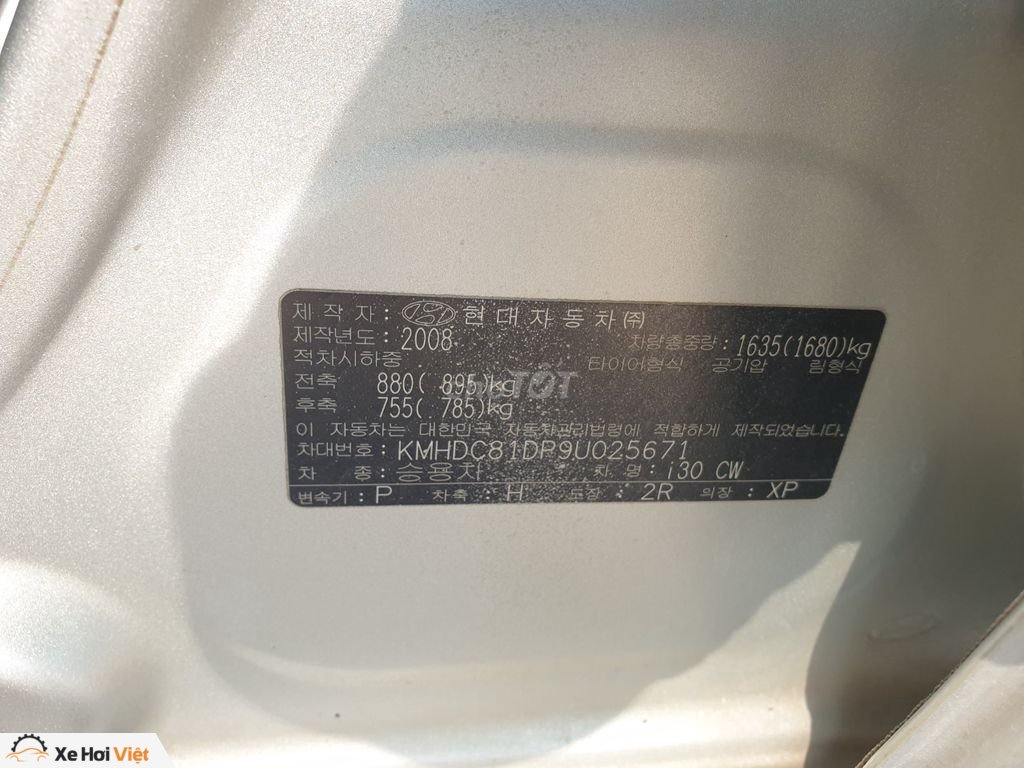 제 작 자 : 현 대 자 동 차 ㈜
제작년도 : 2008 차량총중량 : 1635(1680)kg
적차시하중 타이어형식 공기압 림형식
전축 880( 895)kg
후축 755( 785)kg
이 자동차는 대한민국 자동차관리법령에 적합하게 제작되었습니다.
차대번호 : KMHDC81DP9U025671
차 종 : 승용차 차 명 : i30 CW
변속기 : P 차축 : H 도장 : 2R 의장 : XP
TỐT
Xe Hơi Việt